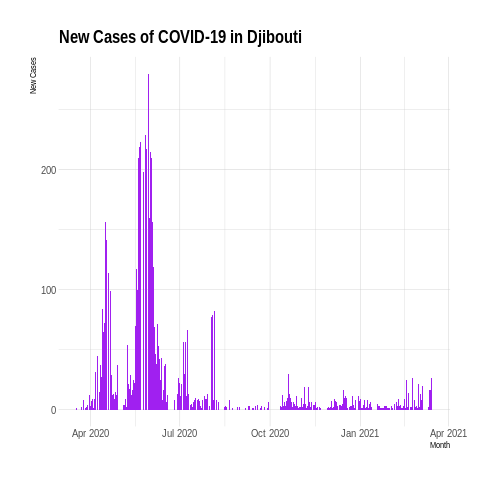 New Cases of COVID-19 in Djibouti
New Cases
200
100
0
Apr 2020
Jul 2020
Oct 2020
Jan 2021
Apr 2021
Month